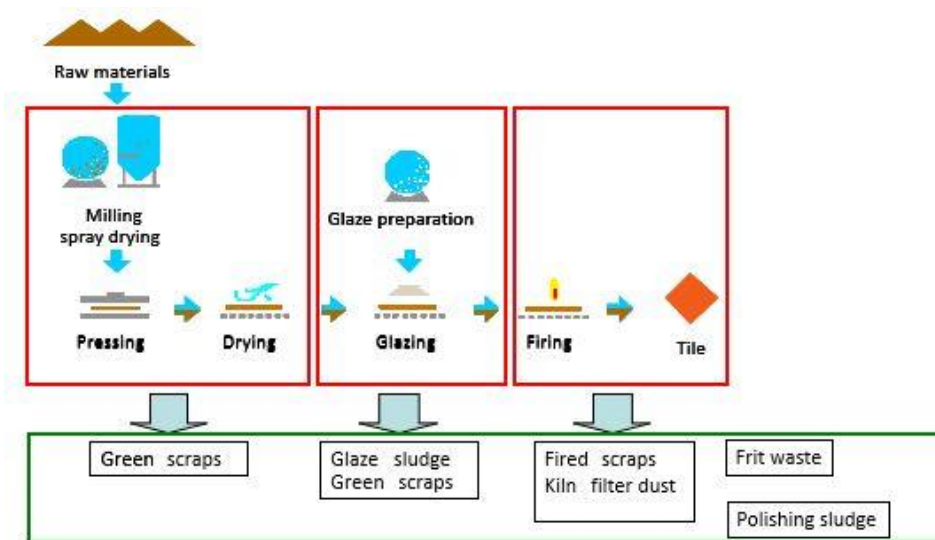 Raw materials
Milling
spray drying
Glaze preparation
Pressing
Drying
Glazing
Firing
Tile
Green scraps
Glaze sludge
Green scraps
Fired scraps
Kiln filter dust
Frit waste
Polishing sludge